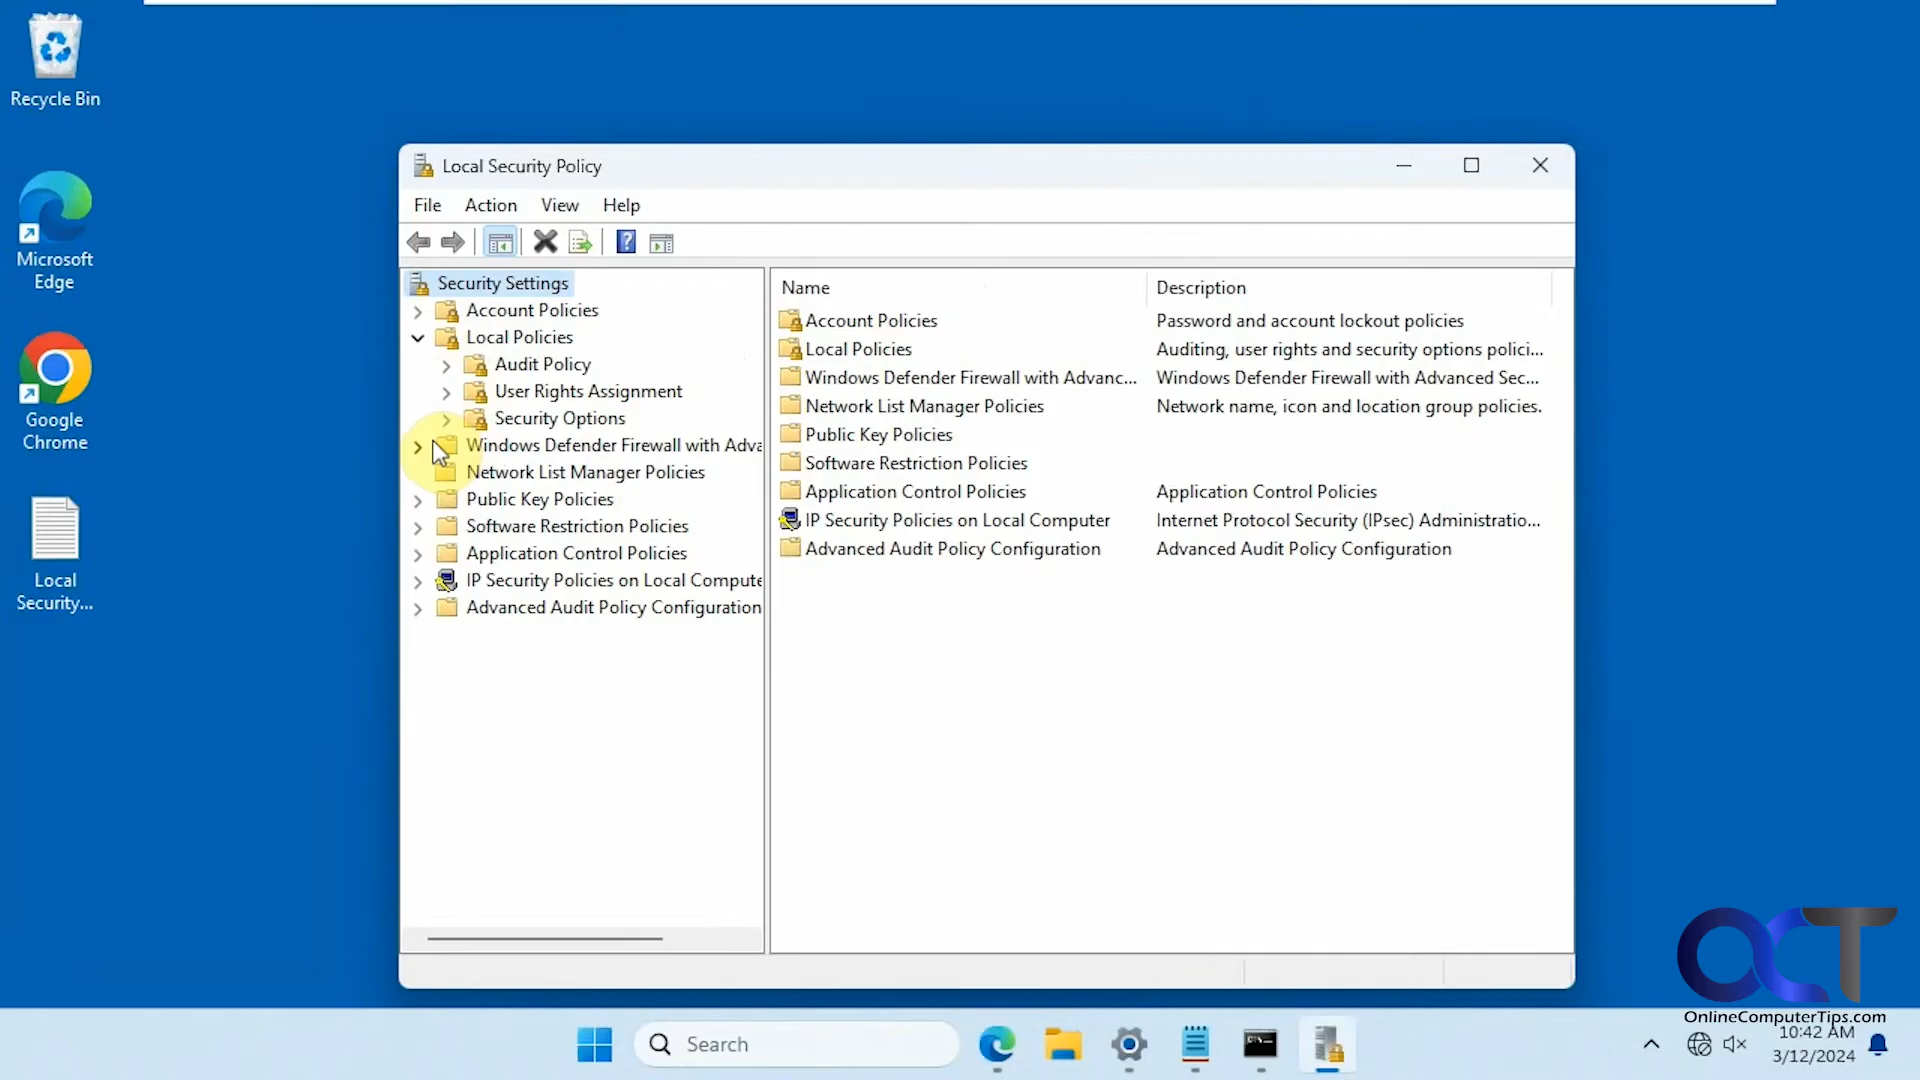 Recycle Bin
Microsoft
Edge
Google
Chrome
Local
Security...
Local Security Policy
File Action View Help
Security Settings
Account Policies
Local Policies
Audit Policy
User Rights Assignment
Security Options
Windows Defender Firewall with Adva
Network List Manager Policies
Public Key Policies
Software Restriction Policies
Application Control Policies
IP Security Policies on Local Compute
Advanced Audit Policy Configuration
Name Description
Account Policies Password and account lockout policies
Local Policies Auditing, user rights and security options polici...
Windows Defender Firewall with Advanc... Windows Defender Firewall with Advanced Sec...
Network List Manager Policies Network name, icon and location group policies.
Public Key Policies
Software Restriction Policies
Application Control Policies Application Control Policies
IP Security Policies on Local Computer Internet Protocol Security (IPsec) Administratio...
Advanced Audit Policy Configuration Advanced Audit Policy Configuration
OCT
OnlineComputerTips.com
Search
10:42 AM
3/12/2024